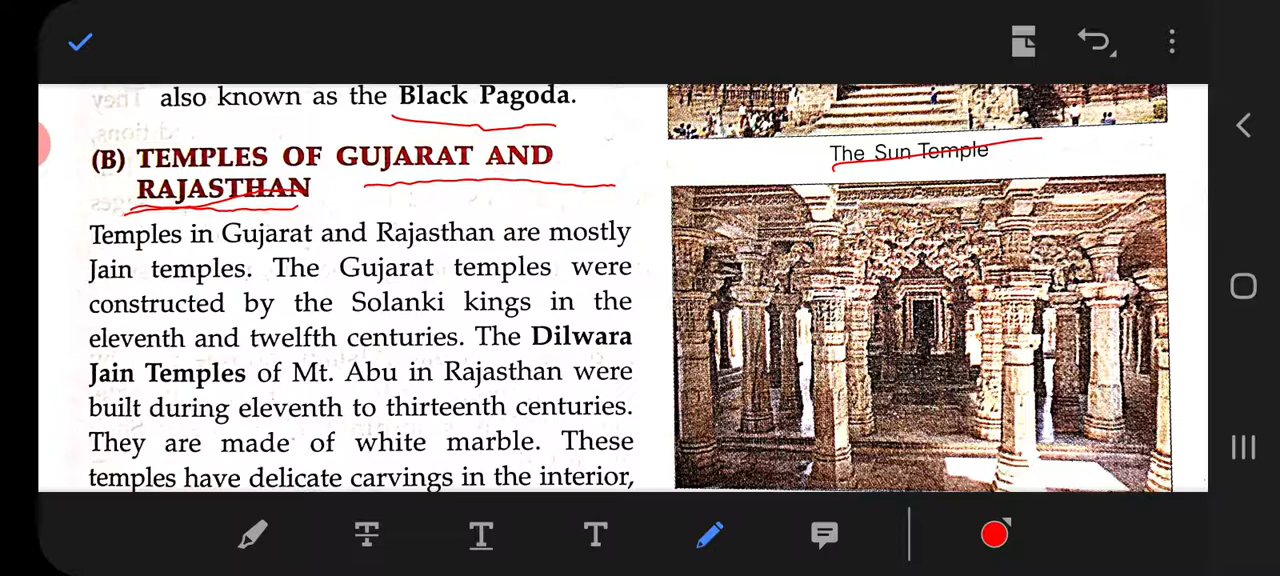 also known as the Black Pagoda.
(B) TEMPLES OF GUJARAT AND
RAJASTHAN
Temples in Gujarat and Rajasthan are mostly
Jain temples. The Gujarat temples were
constructed by the Solanki kings in the
eleventh and twelfth centuries. The Dilwara
Jain Temples of Mt. Abu in Rajasthan were
built during eleventh to thirteenth centuries.
They are made of white marble. These
temples have delicate carvings in the interior,
The Sun Temple